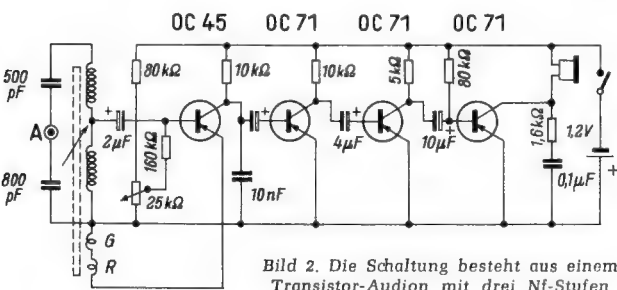 OC 45 OC 71 OC 71 OC 71
500 pF
A
800 pF
80 kΩ
2 µF
160 kΩ
25 kΩ
10 kΩ
10 nF
+
10 kΩ
+
4 µF
5 kΩ
+
10 µF
80 kΩ
+
1,6 kΩ
0,1 µF
1,2 V
+
G
R
+
Bild 2. Die Schaltung besteht aus einem
Transistor-Audion mit drei Nf-Stufen